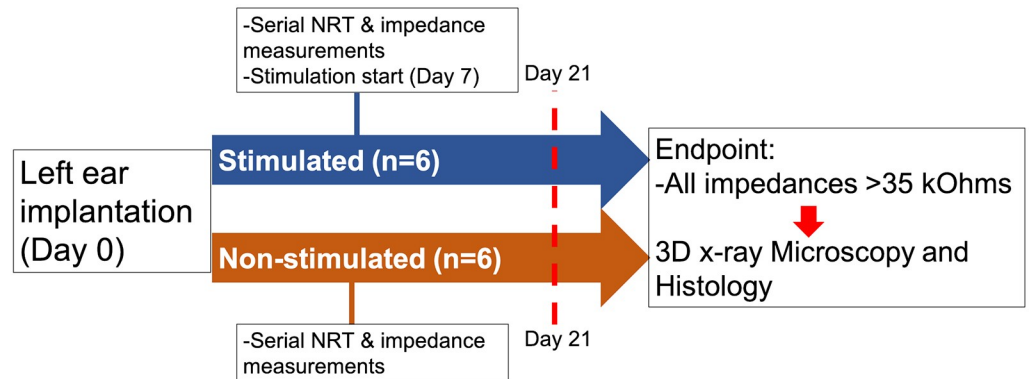 -Serial NRT & impedance
measurements
-Stimulation start (Day 7)
Day 21
Left ear
implantation
(Day 0)
Stimulated (n=6)
Non-stimulated (n=6)
Endpoint:
-All impedances >35 kOhms
3D x-ray Microscopy and
Histology
-Serial NRT & impedance
measurements
Day 21